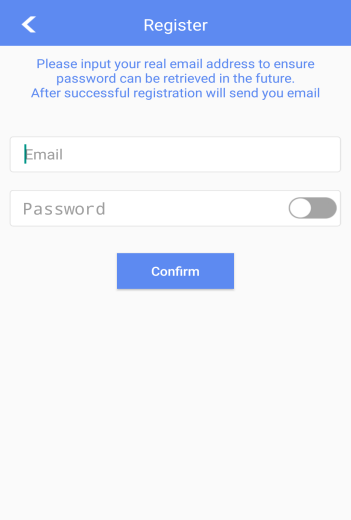 Register
Please input your real email address to ensure
password can be retrieved in the future.
After successful registration will send you email
Email
Password
Confirm